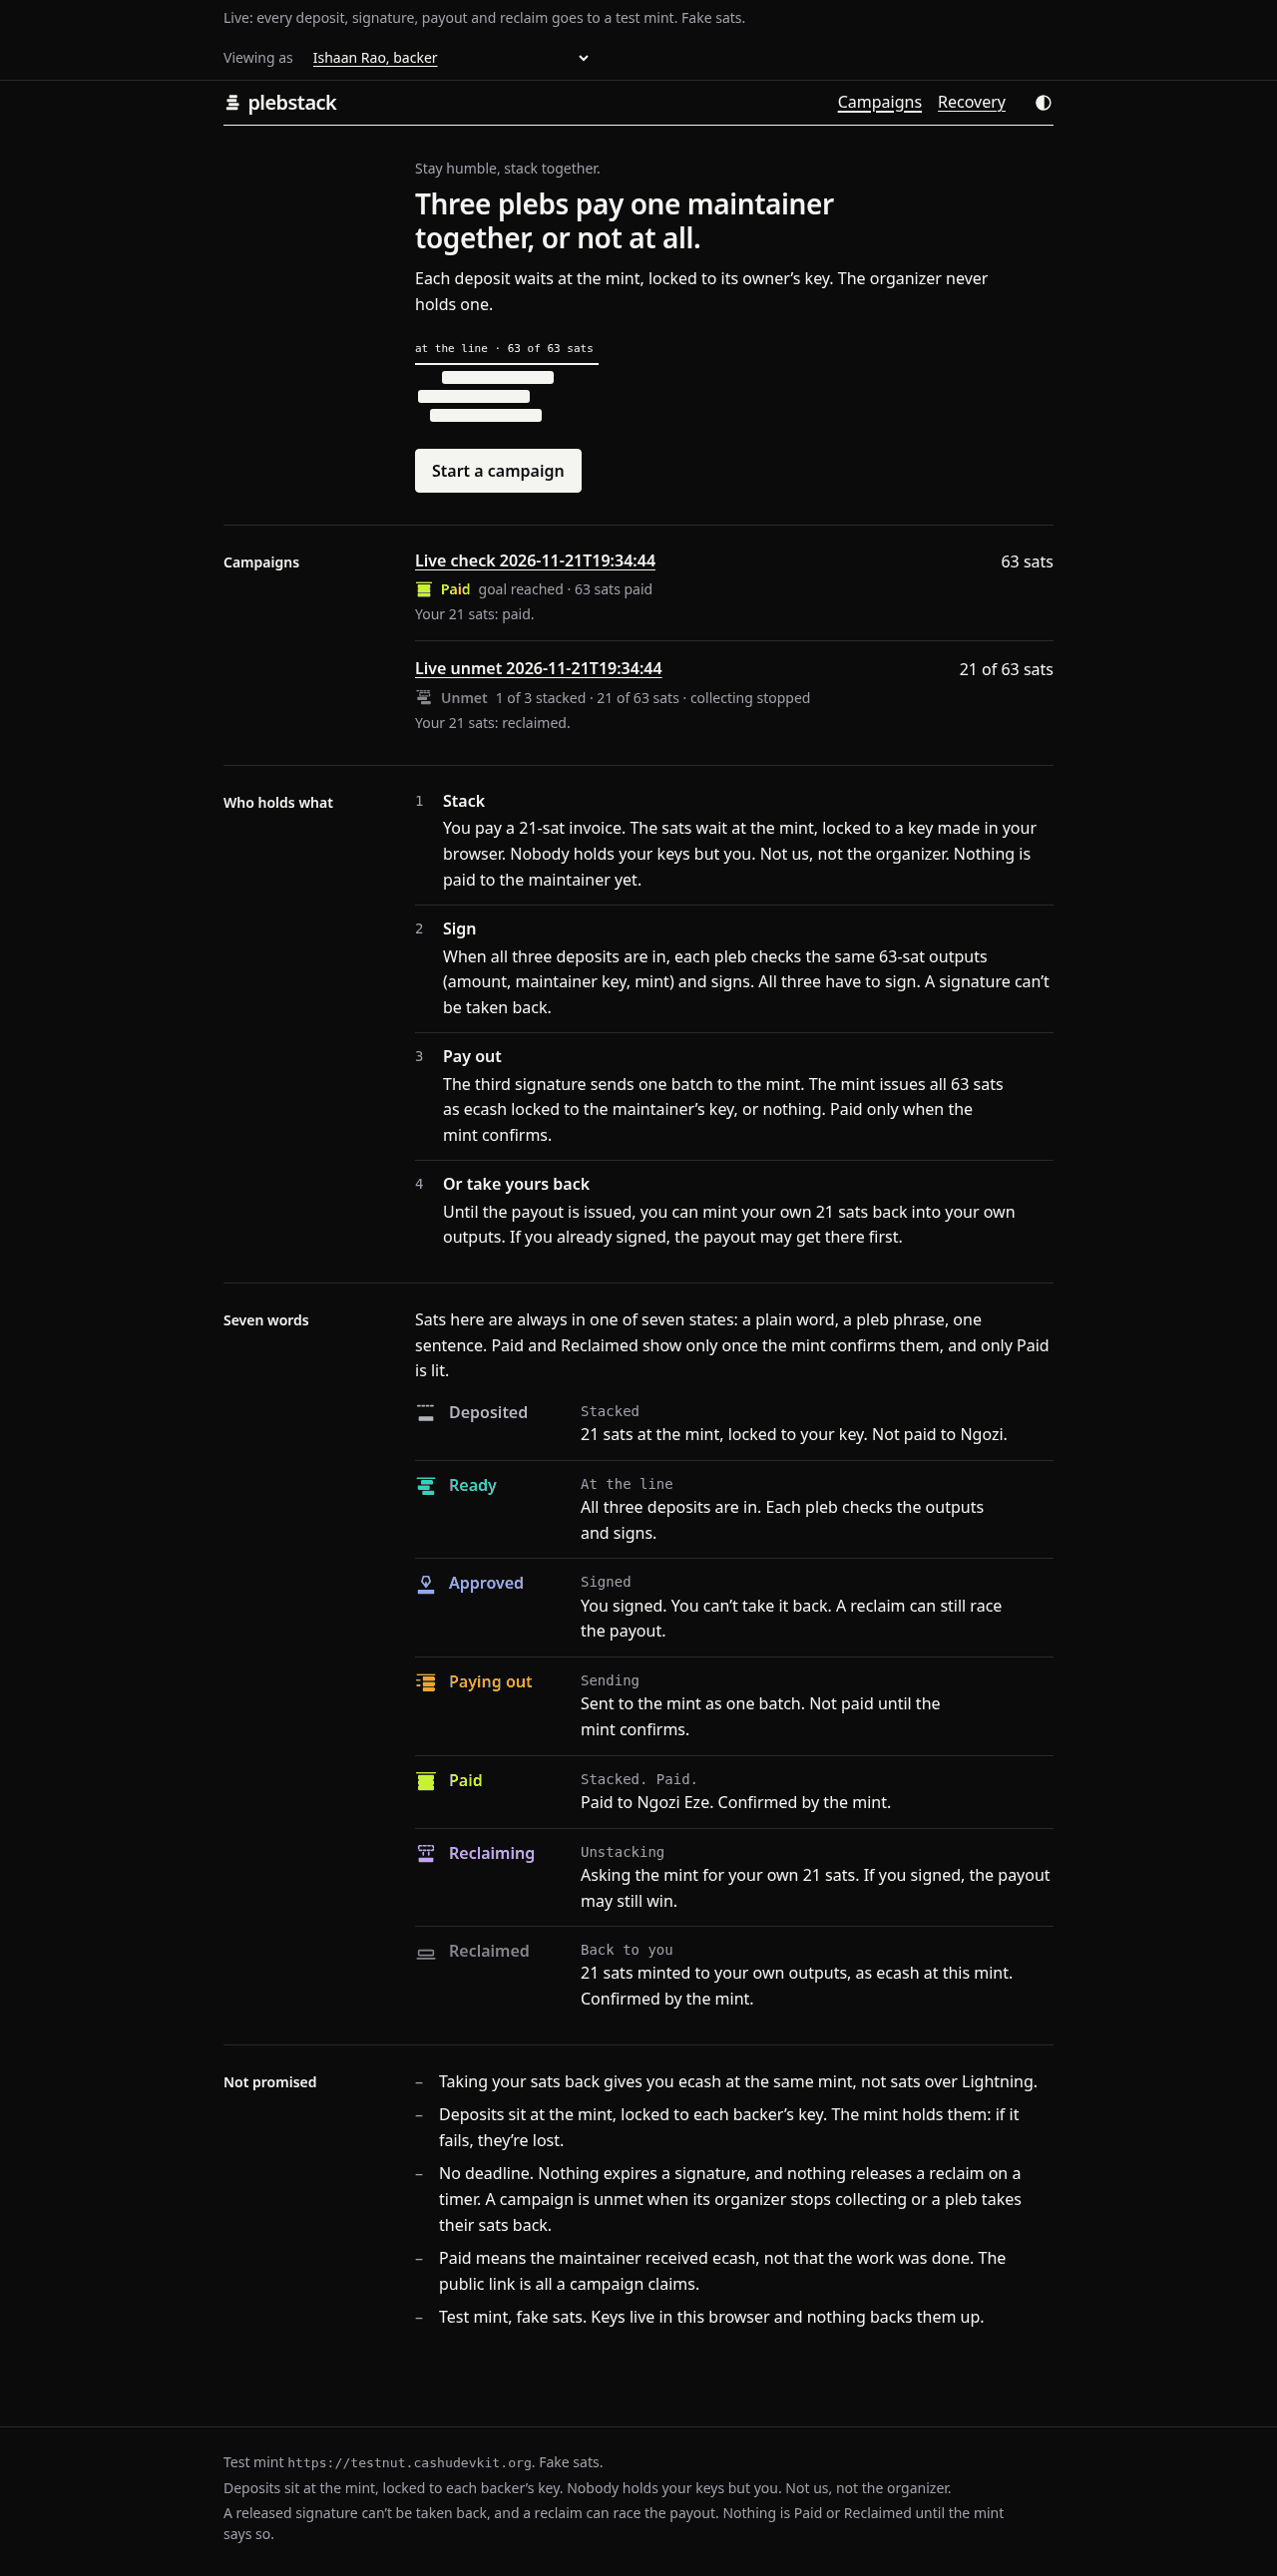 Live: every deposit, signature, payout and reclaim goes to a test mint. Fake sats.
Viewing as Ishaan Rao, backer
plebstack Campaigns Recovery
Stay humble, stack together.
Three plebs pay one maintainer
together, or not at all.
Each deposit waits at the mint, locked to its owner’s key. The organizer never
holds one.
at the line · 63 of 63 sats
Start a campaign
Campaigns
Live check 2026-11-21T19:34:44 63 sats
Paid goal reached · 63 sats paid
Your 21 sats: paid.
Live unmet 2026-11-21T19:34:44 21 of 63 sats
Unmet 1 of 3 stacked · 21 of 63 sats · collecting stopped
Your 21 sats: reclaimed.
Who holds what
1 Stack
You pay a 21-sat invoice. The sats wait at the mint, locked to a key made in your
browser. Nobody holds your keys but you. Not us, not the organizer. Nothing is
paid to the maintainer yet.
2 Sign
When all three deposits are in, each pleb checks the same 63-sat outputs
(amount, maintainer key, mint) and signs. All three have to sign. A signature can’t
be taken back.
3 Pay out
The third signature sends one batch to the mint. The mint issues all 63 sats
as ecash locked to the maintainer’s key, or nothing. Paid only when the
mint confirms.
4 Or take yours back
Until the payout is issued, you can mint your own 21 sats back into your own
outputs. If you already signed, the payout may get there first.
Seven words
Sats here are always in one of seven states: a plain word, a pleb phrase, one
sentence. Paid and Reclaimed show only once the mint confirms them, and only Paid
is lit.
Deposited Stacked
21 sats at the mint, locked to your key. Not paid to Ngozi.
Ready At the line
All three deposits are in. Each pleb checks the outputs
and signs.
Approved Signed
You signed. You can’t take it back. A reclaim can still race
the payout.
Paying out Sending
Sent to the mint as one batch. Not paid until the
mint confirms.
Paid Stacked. Paid.
Paid to Ngozi Eze. Confirmed by the mint.
Reclaiming Unstacking
Asking the mint for your own 21 sats. If you signed, the payout
may still win.
Reclaimed Back to you
21 sats minted to your own outputs, as ecash at this mint.
Confirmed by the mint.
Not promised
– Taking your sats back gives you ecash at the same mint, not sats over Lightning.
– Deposits sit at the mint, locked to each backer’s key. The mint holds them: if it
fails, they’re lost.
– No deadline. Nothing expires a signature, and nothing releases a reclaim on a
timer. A campaign is unmet when its organizer stops collecting or a pleb takes
their sats back.
– Paid means the maintainer received ecash, not that the work was done. The
public link is all a campaign claims.
– Test mint, fake sats. Keys live in this browser and nothing backs them up.
Test mint https://testnut.cashudevkit.org. Fake sats.
Deposits sit at the mint, locked to each backer’s key. Nobody holds your keys but you. Not us, not the organizer.
A released signature can’t be taken back, and a reclaim can race the payout. Nothing is Paid or Reclaimed until the mint
says so.